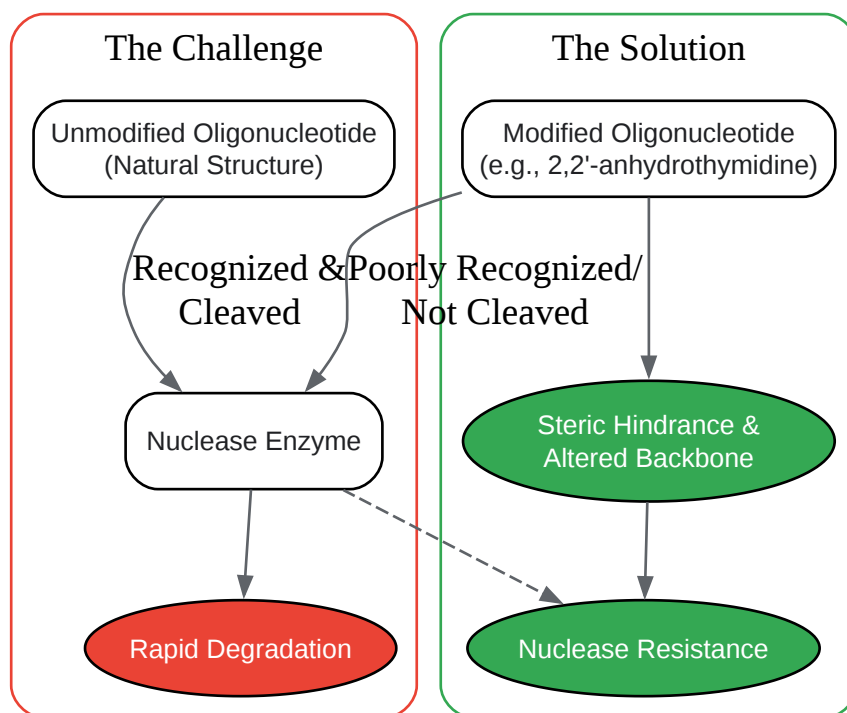 The Challenge
The Solution
Unmodified Oligonucleotide
(Natural Structure)
Modified Oligonucleotide
(e.g., 2,2'-anhydrothymidine)
Recognized &
Cleaved
Poorly Recognized/
Not Cleaved
Nuclease Enzyme
Steric Hindrance &
Altered Backbone
Rapid Degradation
Nuclease Resistance